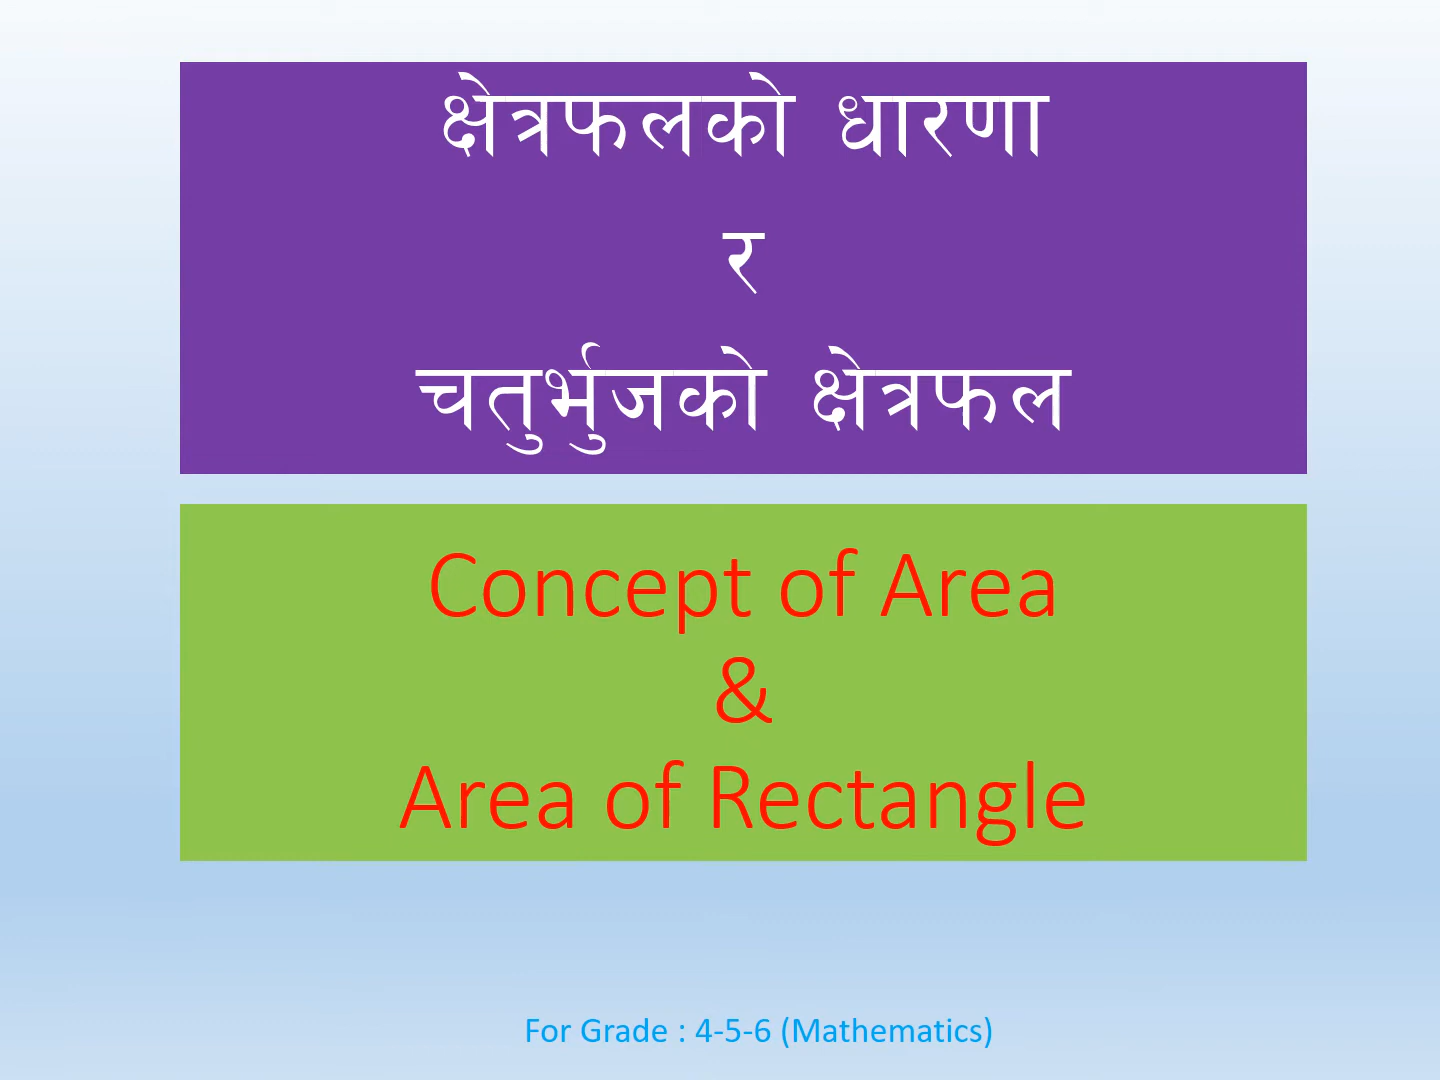 क्षेत्रफलको धारणा
र
चतुर्भुजको क्षेत्रफल
Concept of Area
&
Area of Rectangle
For Grade : 4-5-6 (Mathematics)